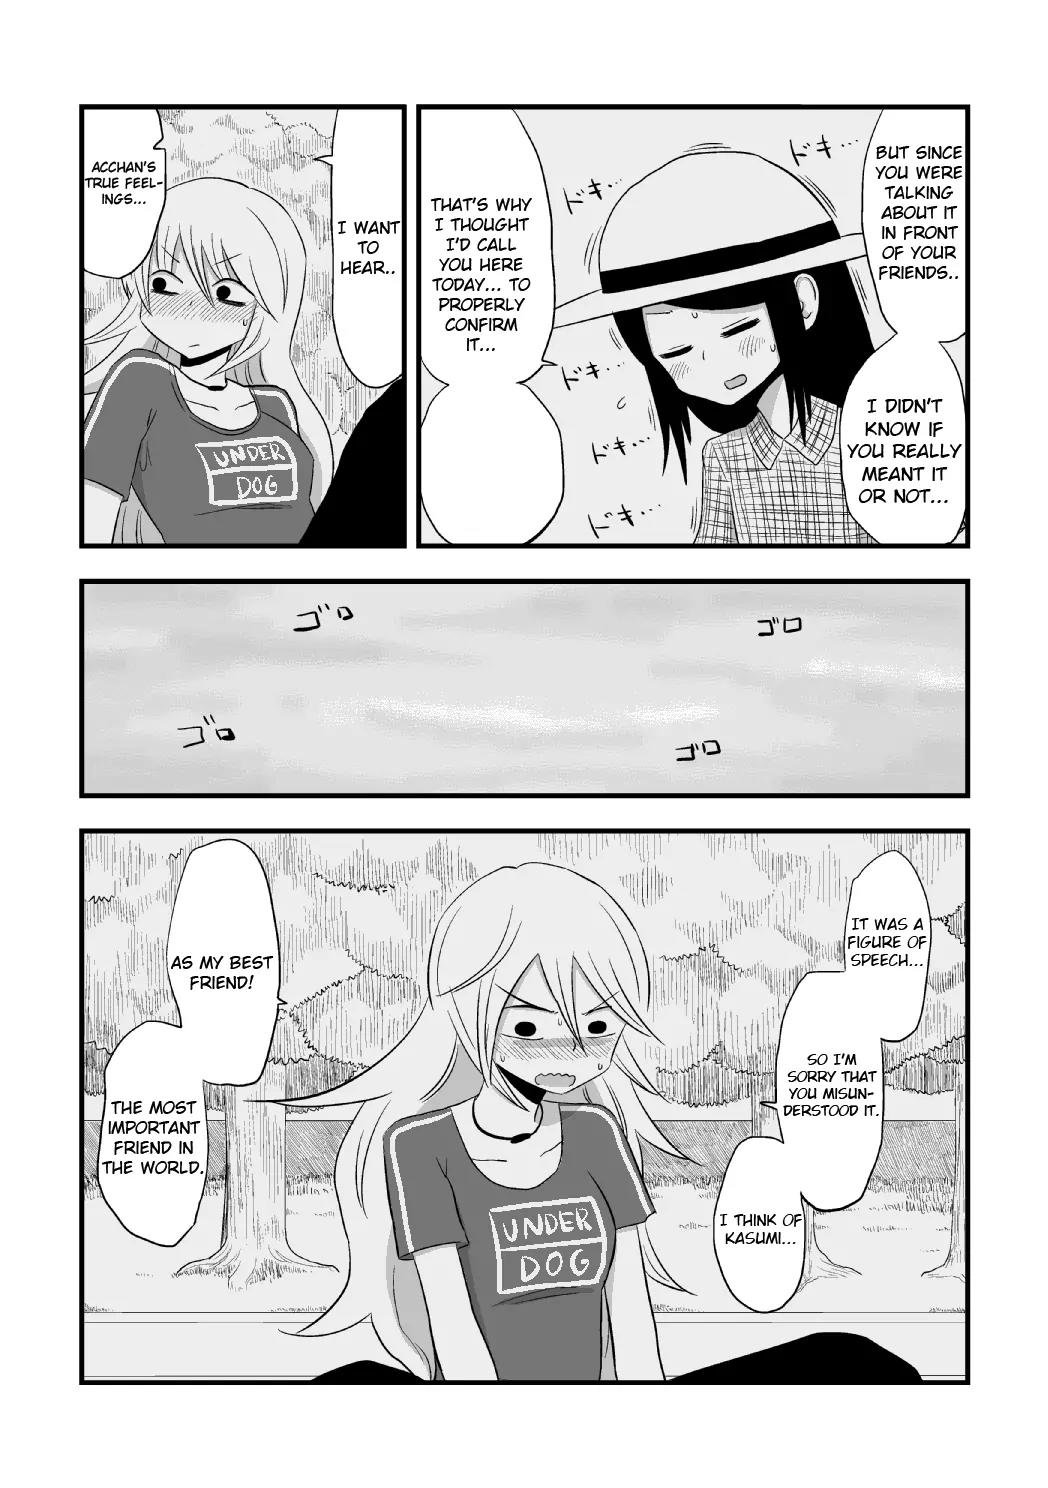 BUT SINCE
YOU WERE
TALKING
ABOUT IT
IN FRONT
OF YOUR
FRIENDS..
I DIDN'T
KNOW IF
YOU REALLY
MEANT IT
OR NOT...
ドキ…
ドキ…
ドキ…
ドキ…
ドキ…
THAT'S WHY
I THOUGHT
I'D CALL
YOU HERE
TODAY... TO
PROPERLY
CONFIRM
IT...
I WANT
TO
HEAR..
ACCHAN'S
TRUE FEEL-
INGS...
UNDER
DOG
ゴロ
ゴロ
ゴロ
ゴロ
IT WAS A
FIGURE OF
SPEECH...
SO I'M
SORRY THAT
YOU MISUN-
DERSTOOD IT.
I THINK OF
KASUMI...
AS MY BEST
FRIEND!
THE MOST
IMPORTANT
FRIEND IN
THE WORLD.
UNDER
DOG